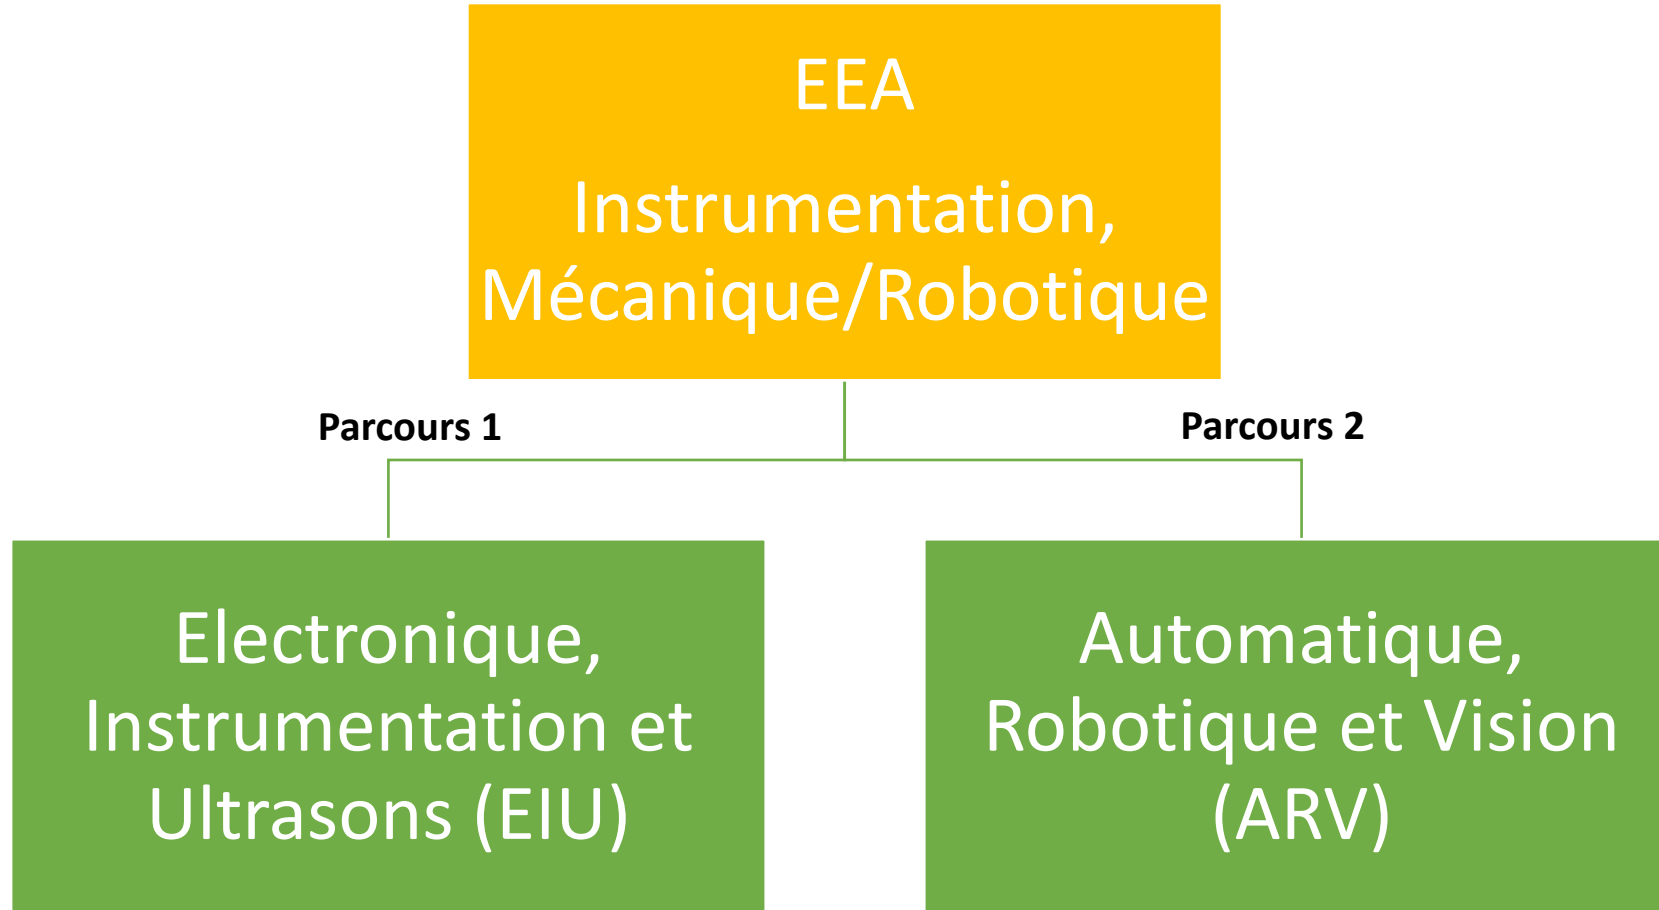 EEA
Instrumentation,
Mécanique/Robotique
Parcours 1
Parcours 2
Electronique,
Instrumentation et
Ultrasons (EIU)
Automatique,
Robotique et Vision
(ARV)